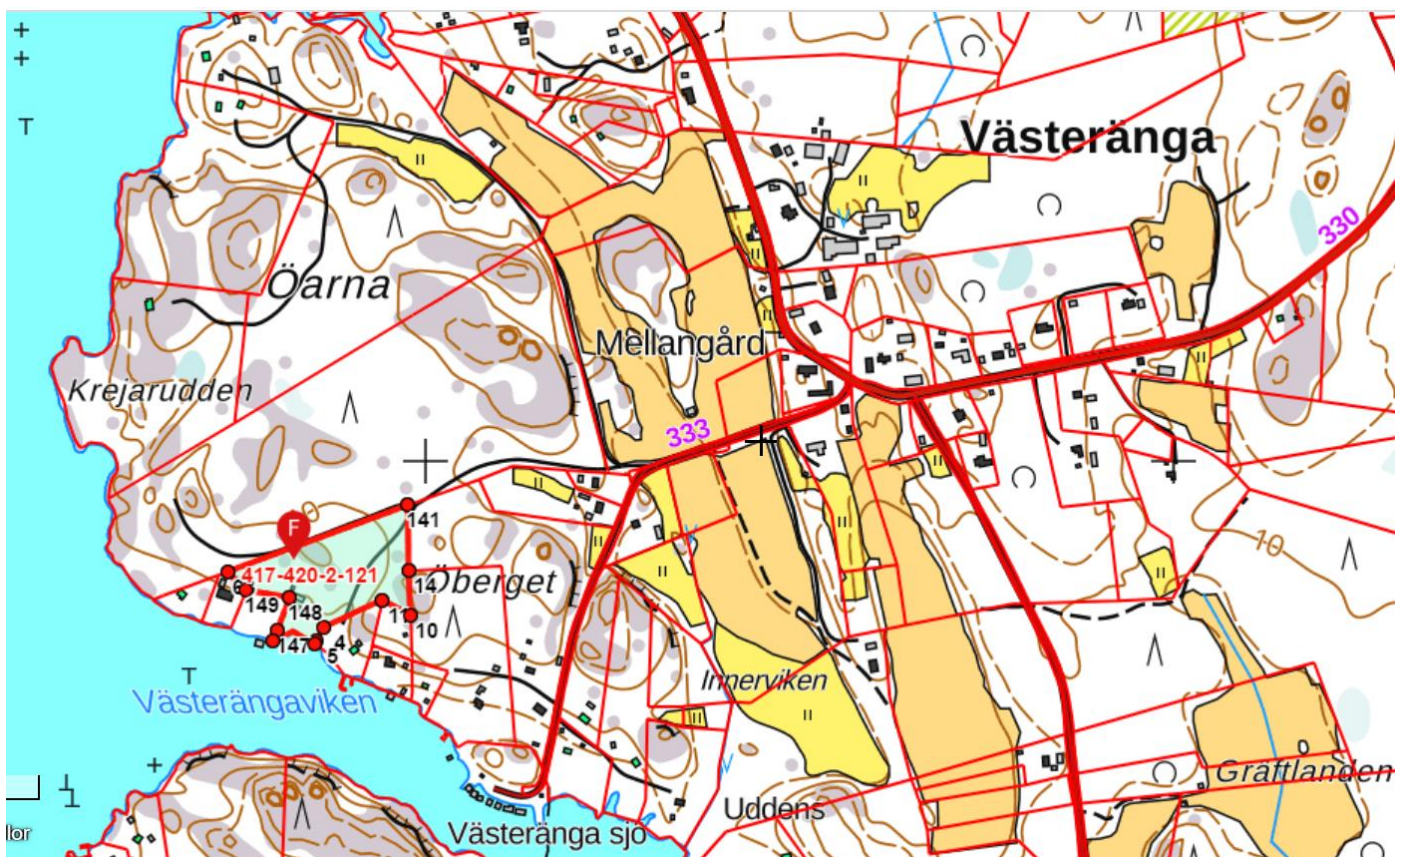 Västeränga
330
Öarna
Mellangård
Krejarudden
333
F
141
10
417-420-2-121
14
Öberget
149
148
11
10
4
147
5
Innerviken
Västerängaviken
Gräftlanden
Uddens
Västeränga sjö
lor